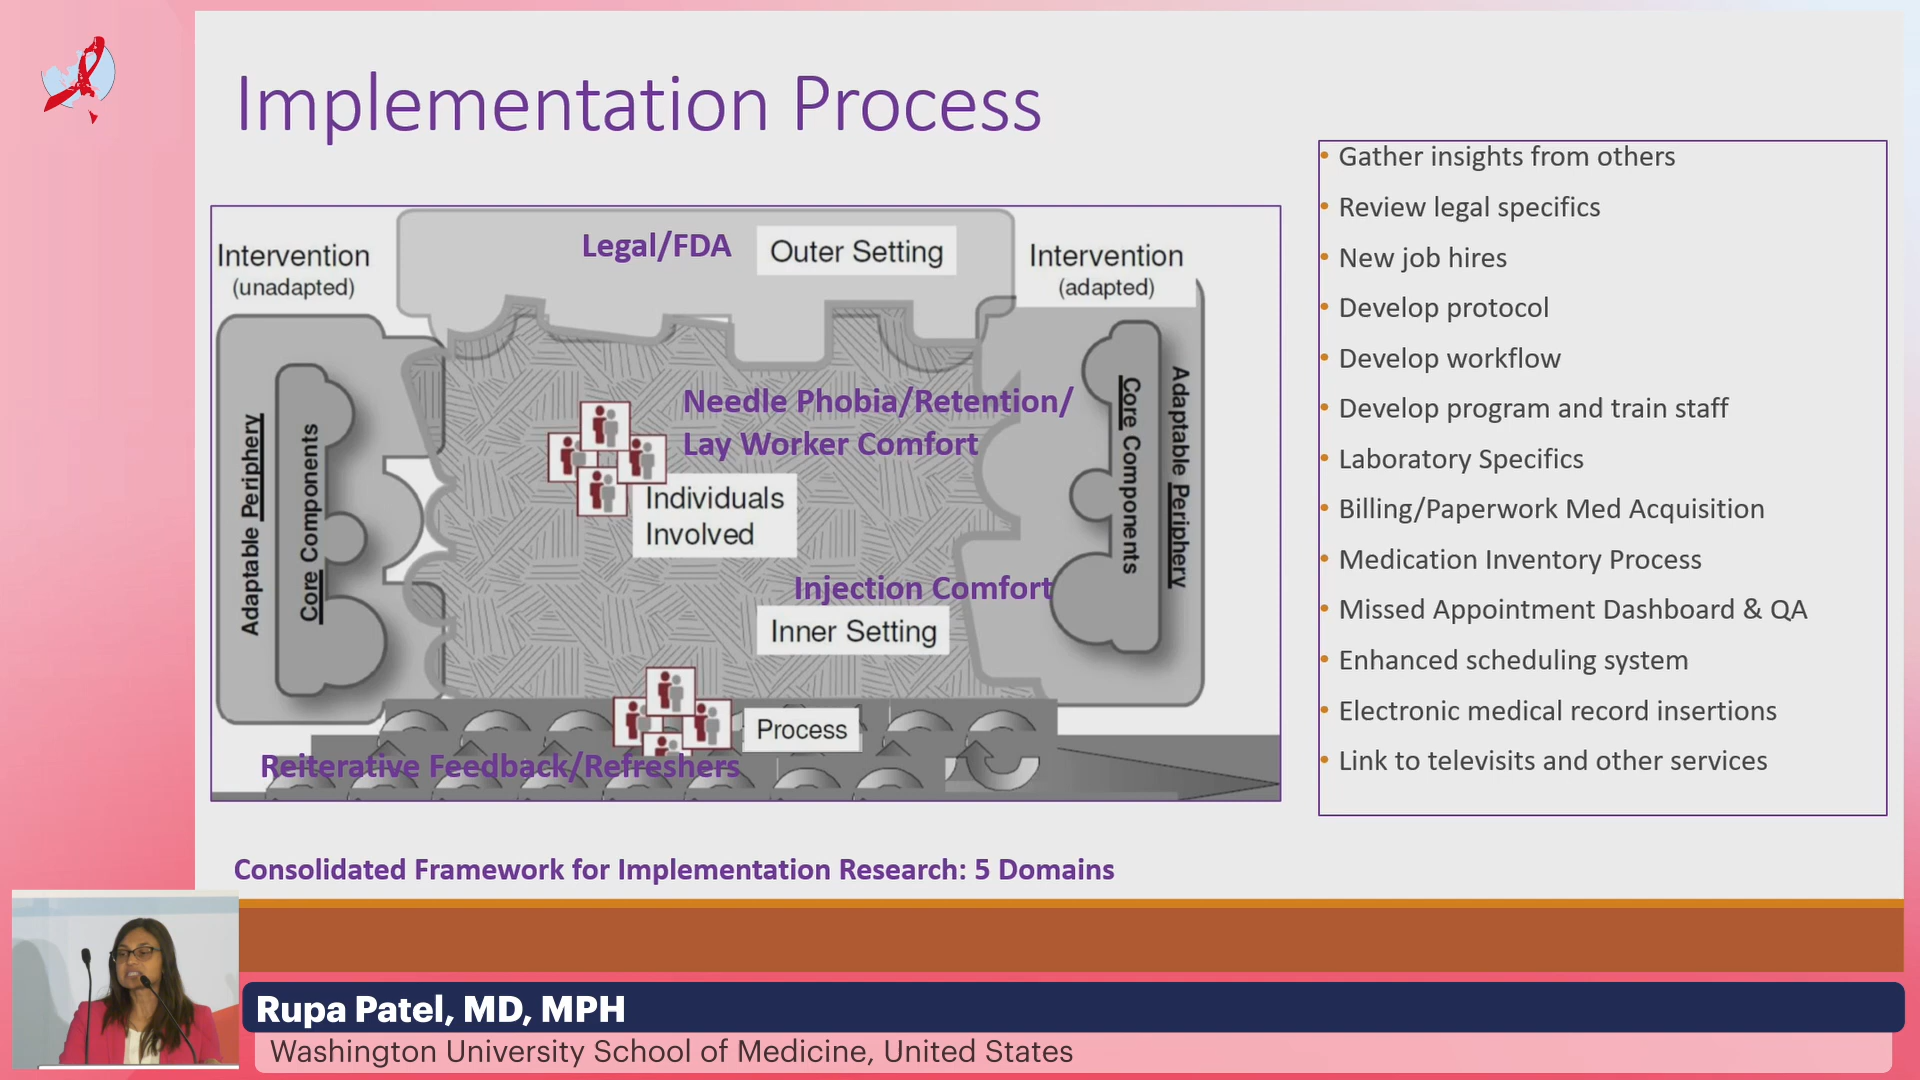 Implementation Process
Intervention
(unadapted)
Legal/FDA
Outer Setting
Intervention
(adapted)
Adaptable Periphery
Core Components
Needle Phobia/Retention/
Lay Worker Comfort
Individuals
Involved
Injection Comfort
Inner Setting
Core Components
Adaptable Periphery
Process
Reiterative Feedback/Refreshers
• Gather insights from others
• Review legal specifics
• New job hires
• Develop protocol
• Develop workflow
• Develop program and train staff
• Laboratory Specifics
• Billing/Paperwork Med Acquisition
• Medication Inventory Process
• Missed Appointment Dashboard & QA
• Enhanced scheduling system
• Electronic medical record insertions
• Link to televisits and other services
Consolidated Framework for Implementation Research: 5 Domains
Rupa Patel, MD, MPH
Washington University School of Medicine, United States